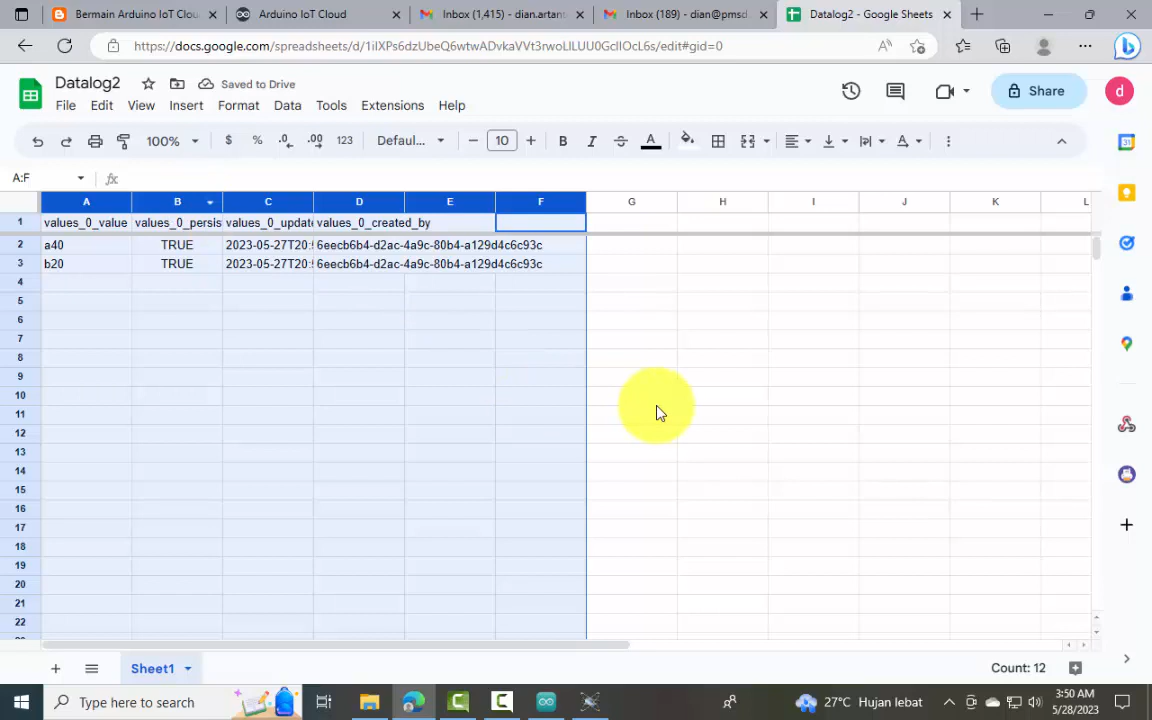 Bermain Arduino IoT Clou
Arduino IoT Cloud
Inbox (1,415) - dian.artan
Inbox (189) - dian@pmsd
Datalog2 - Google Sheets
https://docs.google.com/spreadsheets/d/1iIXPs6dzUbeQ6wtwADvkaVVt3rwoLlLUU0GcIIOcL6s/edit#gid=0
Datalog2
Saved to Drive
File Edit View Insert Format Data Tools Extensions Help
Share
d
100% $ % .0 .00 123 Defaul... 10 B I A
A:F fx
A B C D E F G H I J K L
1 values_0_value values_0_persis values_0_update values_0_created_by
2 a40 TRUE 2023-05-27T20: 6eecb6b4-d2ac-4a9c-80b4-a129d4c6c93c
3 b20 TRUE 2023-05-27T20: 6eecb6b4-d2ac-4a9c-80b4-a129d4c6c93c
4
5
6
7
8
9
10
11
12
13
14
15
16
17
18
19
20
21
22
Sheet1
Count: 12
Type here to search
27°C Hujan lebat
3:50 AM
5/28/2023